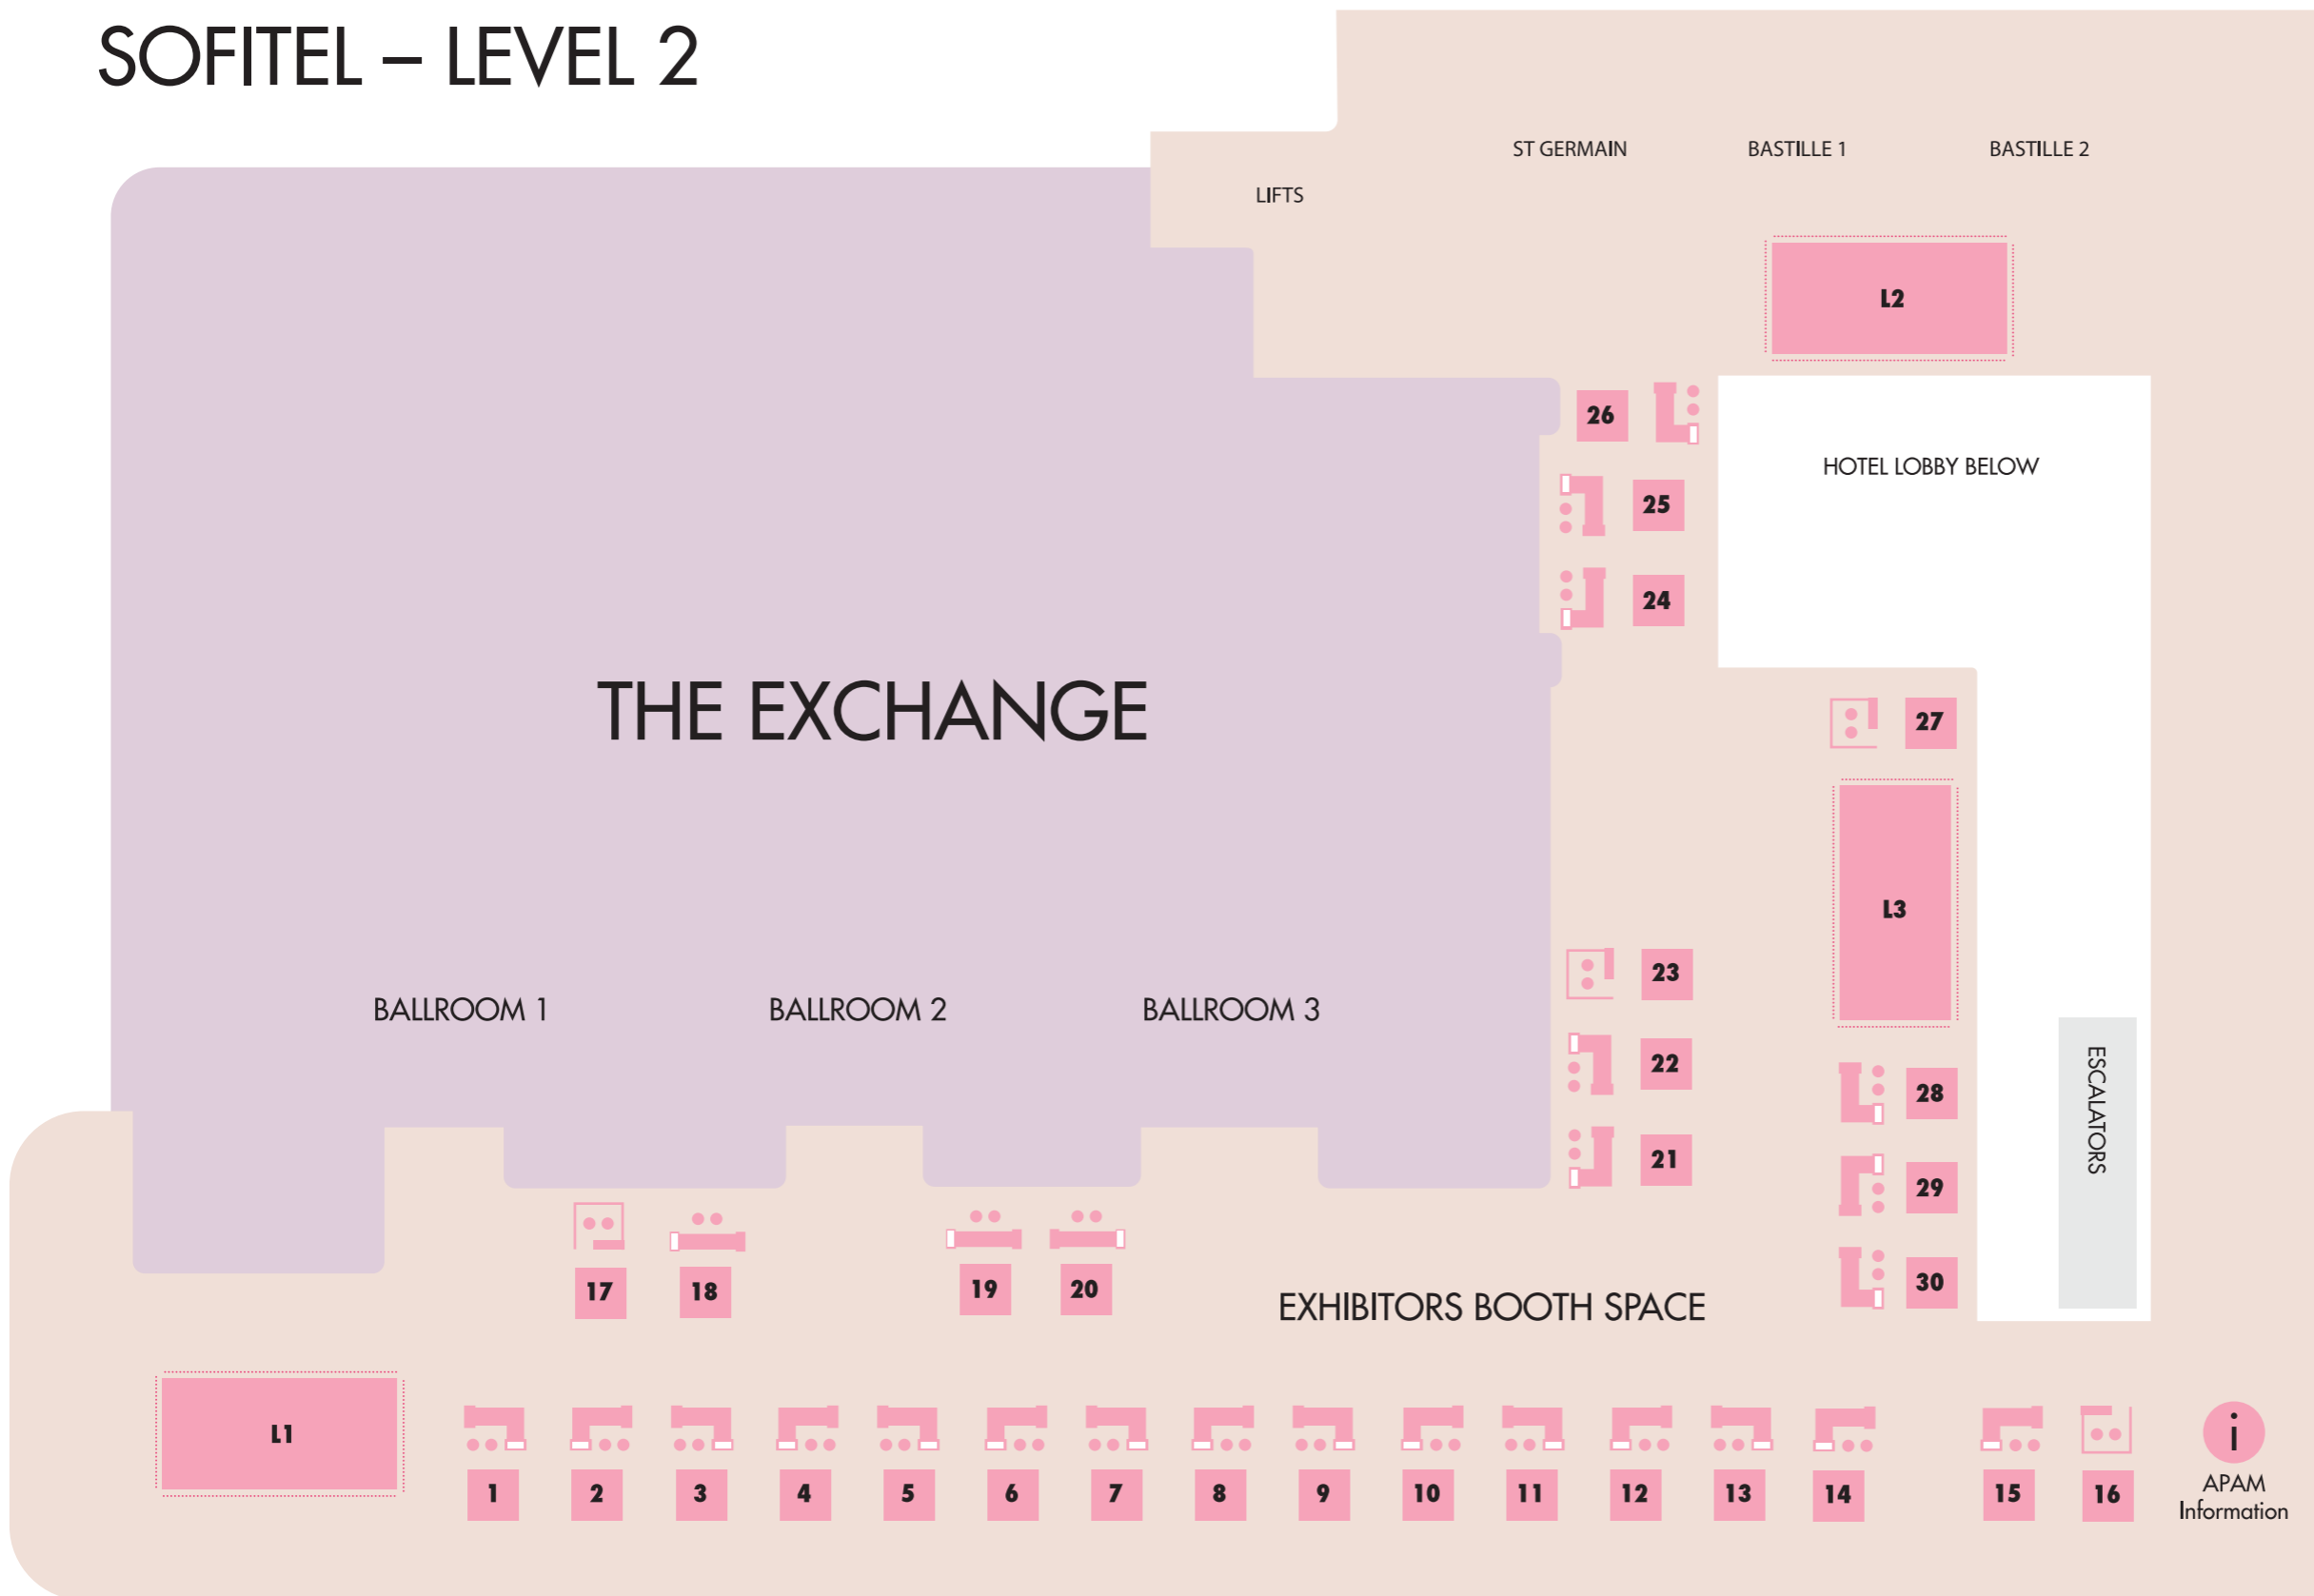 SOFITEL – LEVEL 2
ST GERMAIN
BASTILLE 1
BASTILLE 2
LIFTS
L2
26
HOTEL LOBBY BELOW
25
24
THE EXCHANGE
27
L3
23
BALLROOM 1
BALLROOM 2
BALLROOM 3
22
28
ESCALATORS
21
29
17
18
19
20
30
EXHIBITORS BOOTH SPACE
L1
1
2
3
4
5
6
7
8
9
10
11
12
13
14
15
16
i
APAM
Information